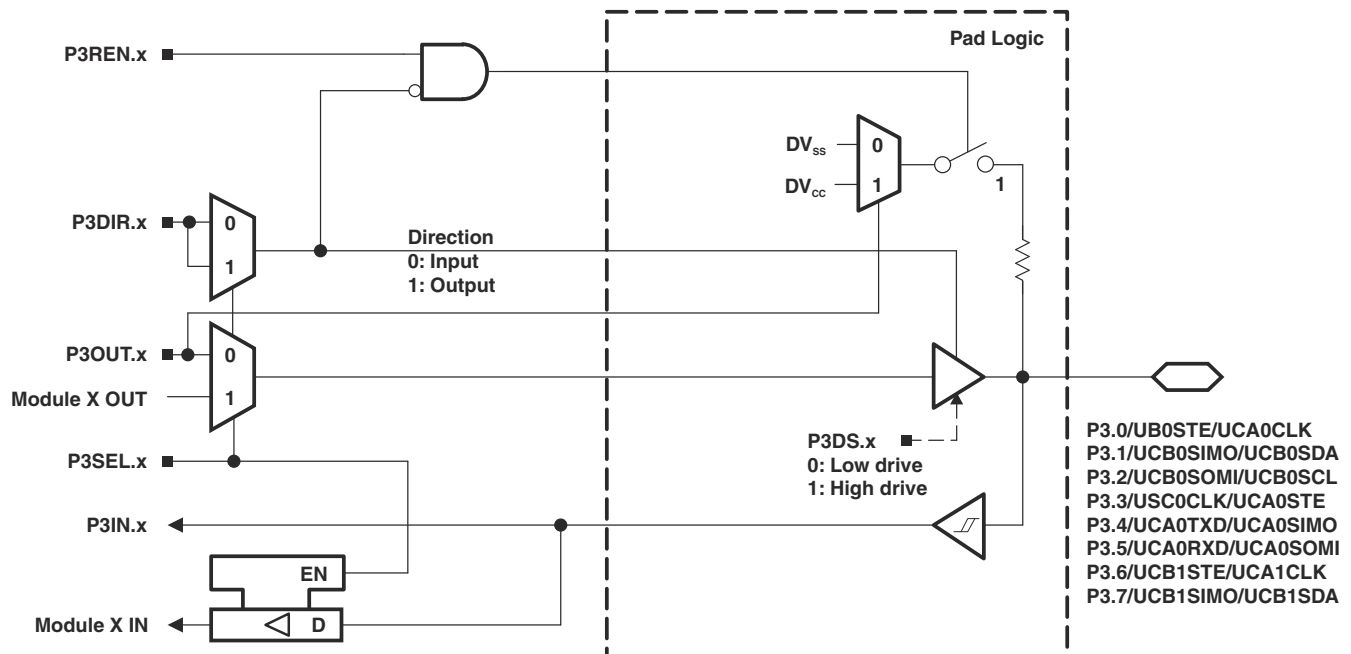 Pad Logic
P3REN.x
DVSS
0
DVCC
1
1
P3DIR.x
0
1
Direction
0: Input
1: Output
P3OUT.x
0
Module X OUT
1
P3DS.x
0: Low drive
1: High drive
P3SEL.x
P3IN.x
EN
Module X IN
D
P3.0/UB0STE/UCA0CLK
P3.1/UCB0SIMO/UCB0SDA
P3.2/UCB0SOMI/UCB0SCL
P3.3/USC0CLK/UCA0STE
P3.4/UCA0TXD/UCA0SIMO
P3.5/UCA0RXD/UCA0SOMI
P3.6/UCB1STE/UCA1CLK
P3.7/UCB1SIMO/UCB1SDA